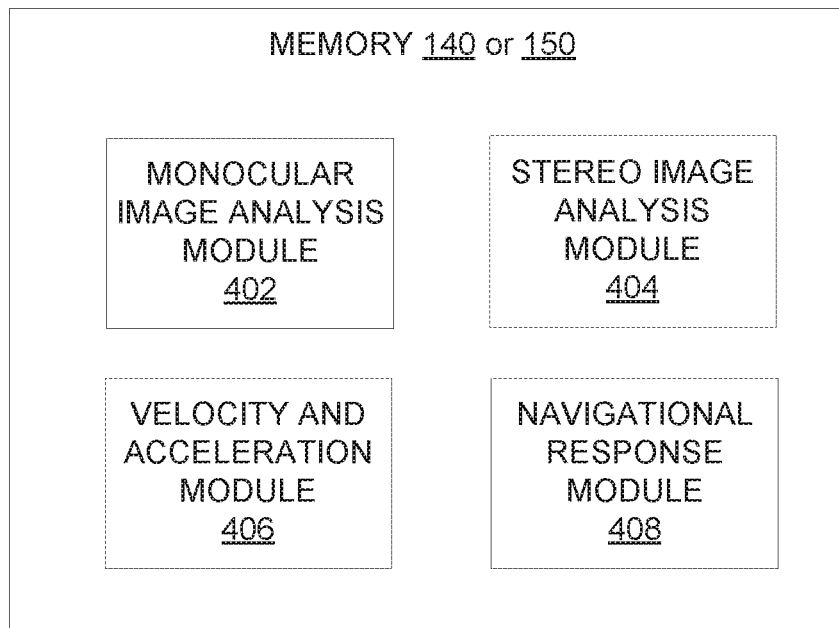 MEMORY 140 or 150
MONOCULAR
IMAGE ANALYSIS
MODULE
402
STEREO IMAGE
ANALYSIS
MODULE
404
VELOCITY AND
ACCELERATION
MODULE
406
NAVIGATIONAL
RESPONSE
MODULE
408